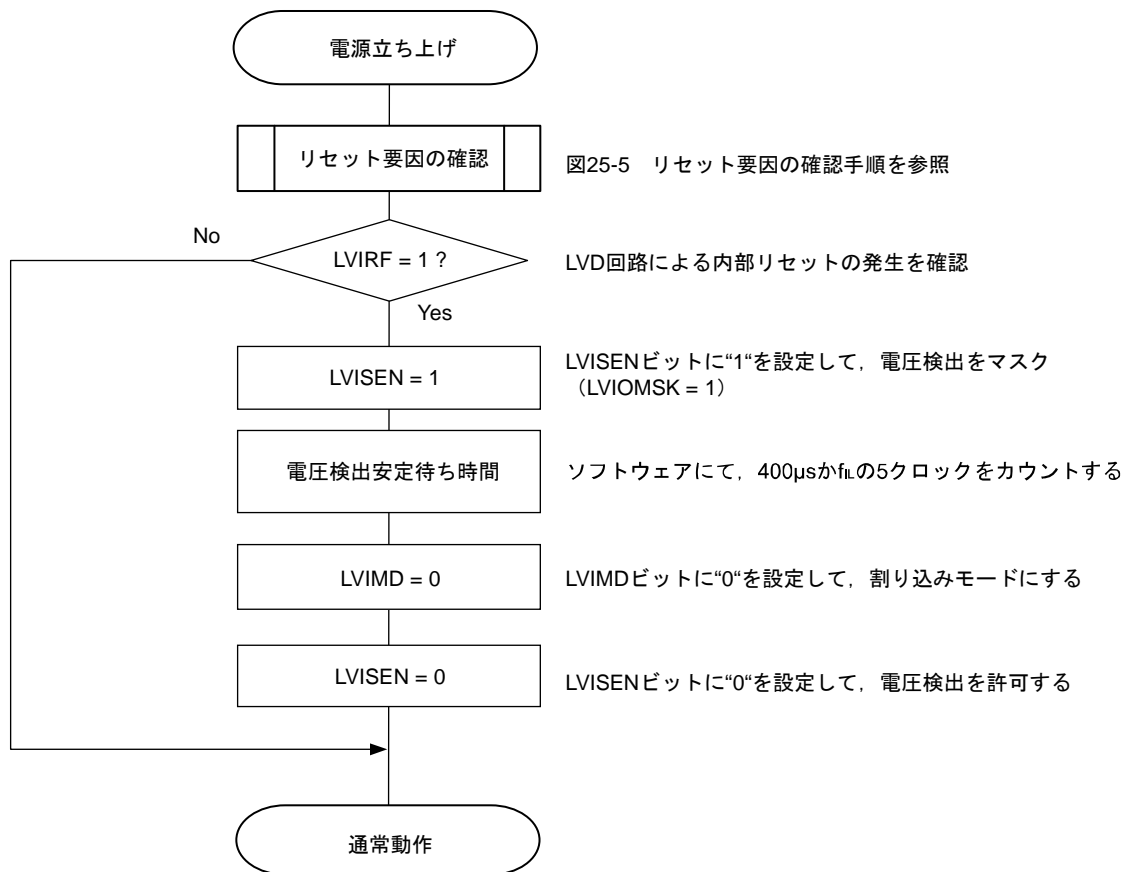 電源立ち上げ
リセット要因の確認
図25-5　リセット要因の確認手順を参照
No
LVIRF = 1 ?
LVD回路による内部リセットの発生を確認
Yes
LVISEN = 1
LVISENビットに“1“を設定して，電圧検出をマスク
（LVIOMSK = 1）
電圧検出安定待ち時間
ソフトウェアにて，400μsかfILの5クロックをカウントする
LVIMD = 0
LVIMDビットに“0“を設定して，割り込みモードにする
LVISEN = 0
LVISENビットに“0“を設定して，電圧検出を許可する
通常動作